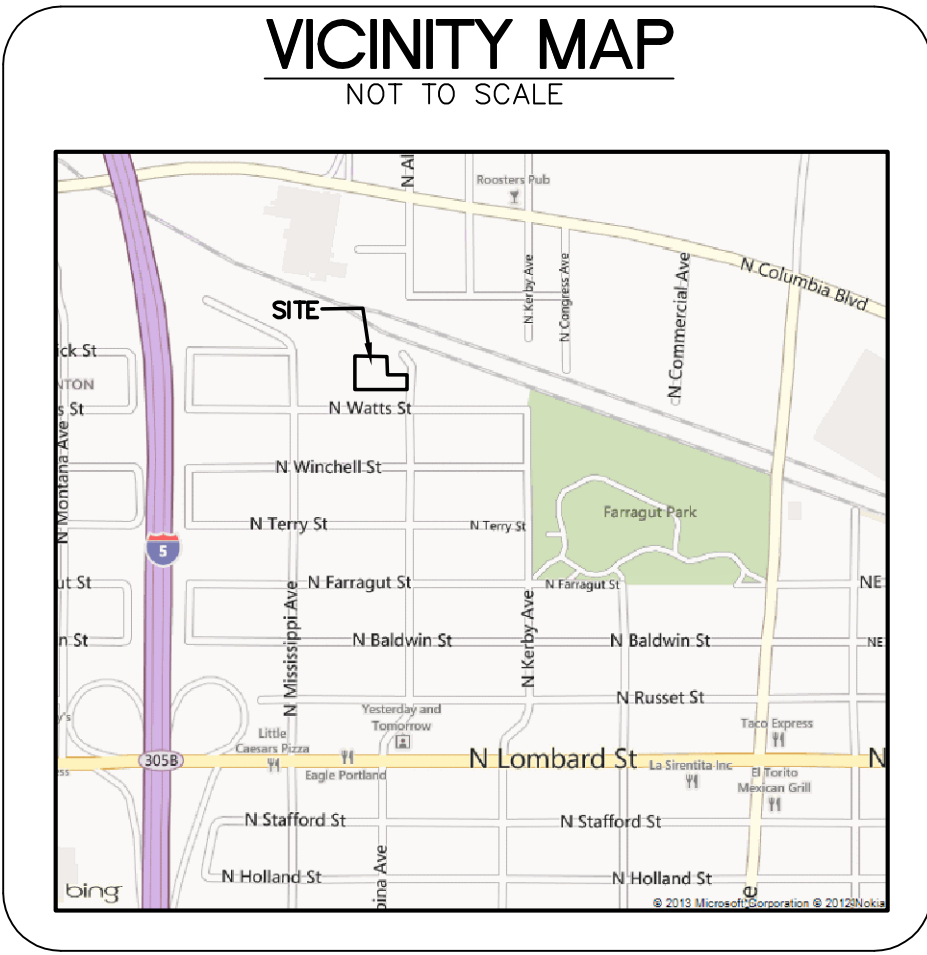 VICINITY MAP
NOT TO SCALE
N Al
Roosters Pub
N Kerby Ave
N Congress Ave
N Commercial Ave
N Columbia Blvd
SITE
ick St
NTON
s St
N Watts St
N Montana Ave
N Winchell St
N Terry St
N Terry St
Farragut Park
5
ut St
N Farragut St
N Farragut St
NE
N Mississippi Ave
N Kerby Ave
n St
N Baldwin St
N Baldwin St
NE
N Russet St
y's
Yesterday and
Tomorrow
Little
Caesars Pizza
Taco Express
305B
Eagle Portland
N Lombard St
La Sirentita Inc
N
ess
El Torito
Mexican Grill
N Stafford St
N Stafford St
N Holland St
N Holland St
bina Ave
e
bing
© 2013 Microsoft Corporation © 2012 Nokia